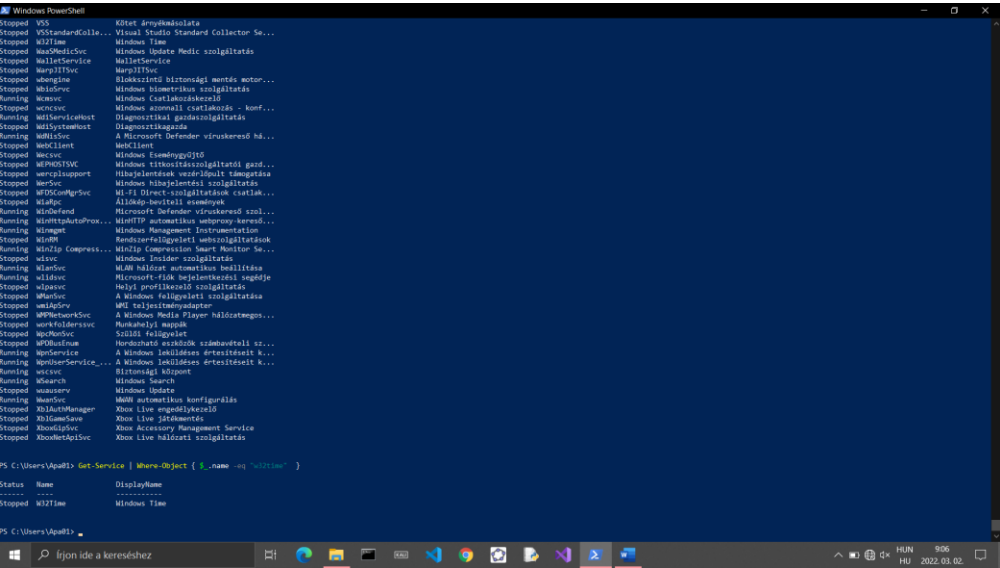 Windows PowerShell
Stopped VSS Kötet árnyékmásolata
Stopped VSStandardColle... Visual Studio Standard Collector Se...
Stopped W32Time Windows Time
Stopped WaaSMedicSvc Windows Update Medic szolgáltatás
Stopped WalletService WalletService
Stopped WarpJITSvc WarpJITSvc
Stopped wbengine Blokkszintű biztonsági mentés motor...
Stopped WbioSrvc Windows biometrikus szolgáltatás
Running Wcmsvc Windows Csatlakozáskezelő
Stopped wcncsvc Windows azonnali csatlakozás - konf...
Running WdiServiceHost Diagnosztikai gazdaszolgáltatás
Stopped WdiSystemHost Diagnosztikagazda
Running WdNisSvc A Microsoft Defender víruskereső há...
Stopped WebClient WebClient
Stopped Wecsvc Windows Eseménygyűjtő
Stopped WEPHOSTSVC Windows titkosításszolgáltatói gazd...
Stopped wercplsupport Hibajelentések vezérlőpult támogatása
Stopped WerSvc Windows hibajelentési szolgáltatás
Stopped WFDSConMgrSvc Wi-Fi Direct-szolgáltatások csatlak...
Stopped WiaRpc Állókép-beviteli események
Running WinDefend Microsoft Defender víruskereső szol...
Running WinHttpAutoProx... WinHTTP automatikus webproxy-kereső...
Running Winmgmt Windows Management Instrumentation
Stopped WinRM Rendszerfelügyeleti webszolgáltatások
Running WinZip Compress... WinZip Compression Smart Monitor Se...
Stopped wisvc Windows Insider szolgáltatás
Running WlanSvc WLAN hálózat automatikus beállítása
Running wlidsvc Microsoft-fiók bejelentkezési segédje
Stopped wlpasvc Helyi profilkezelő szolgáltatás
Stopped WManSvc A Windows felügyeleti szolgáltatása
Stopped wmiApSrv WMI teljesítményadapter
Stopped WMPNetworkSvc A Windows Media Player hálózatmegos...
Stopped workfolderssvc Munkahelyi mappák
Stopped WpcMonSvc Szülői felügyelet
Stopped WPDBusEnum Hordozható eszközök számbavételi sz...
Running WpnService A Windows leküldéses értesítéseit k...
Running WpnUserService_... A Windows leküldéses értesítéseit k...
Running wscsvc Biztonsági központ
Running WSearch Windows Search
Stopped wuauserv Windows Update
Running WwanSvc WWAN automatikus konfigurálás
Stopped XblAuthManager Xbox Live engedélykezelő
Stopped XblGameSave Xbox Live játékmentés
Stopped XboxGipSvc Xbox Accessory Management Service
Stopped XboxNetApiSvc Xbox Live hálózati szolgáltatás
PS C:\Users\Apa01> Get-Service | Where-Object { $_.name -eq "w32time" }
Status Name DisplayName
------ ---- -----------
Stopped W32Time Windows Time
PS C:\Users\Apa01> _
Írjon ide a kereséshez
HUN 9:06
HU 2022. 03. 02.